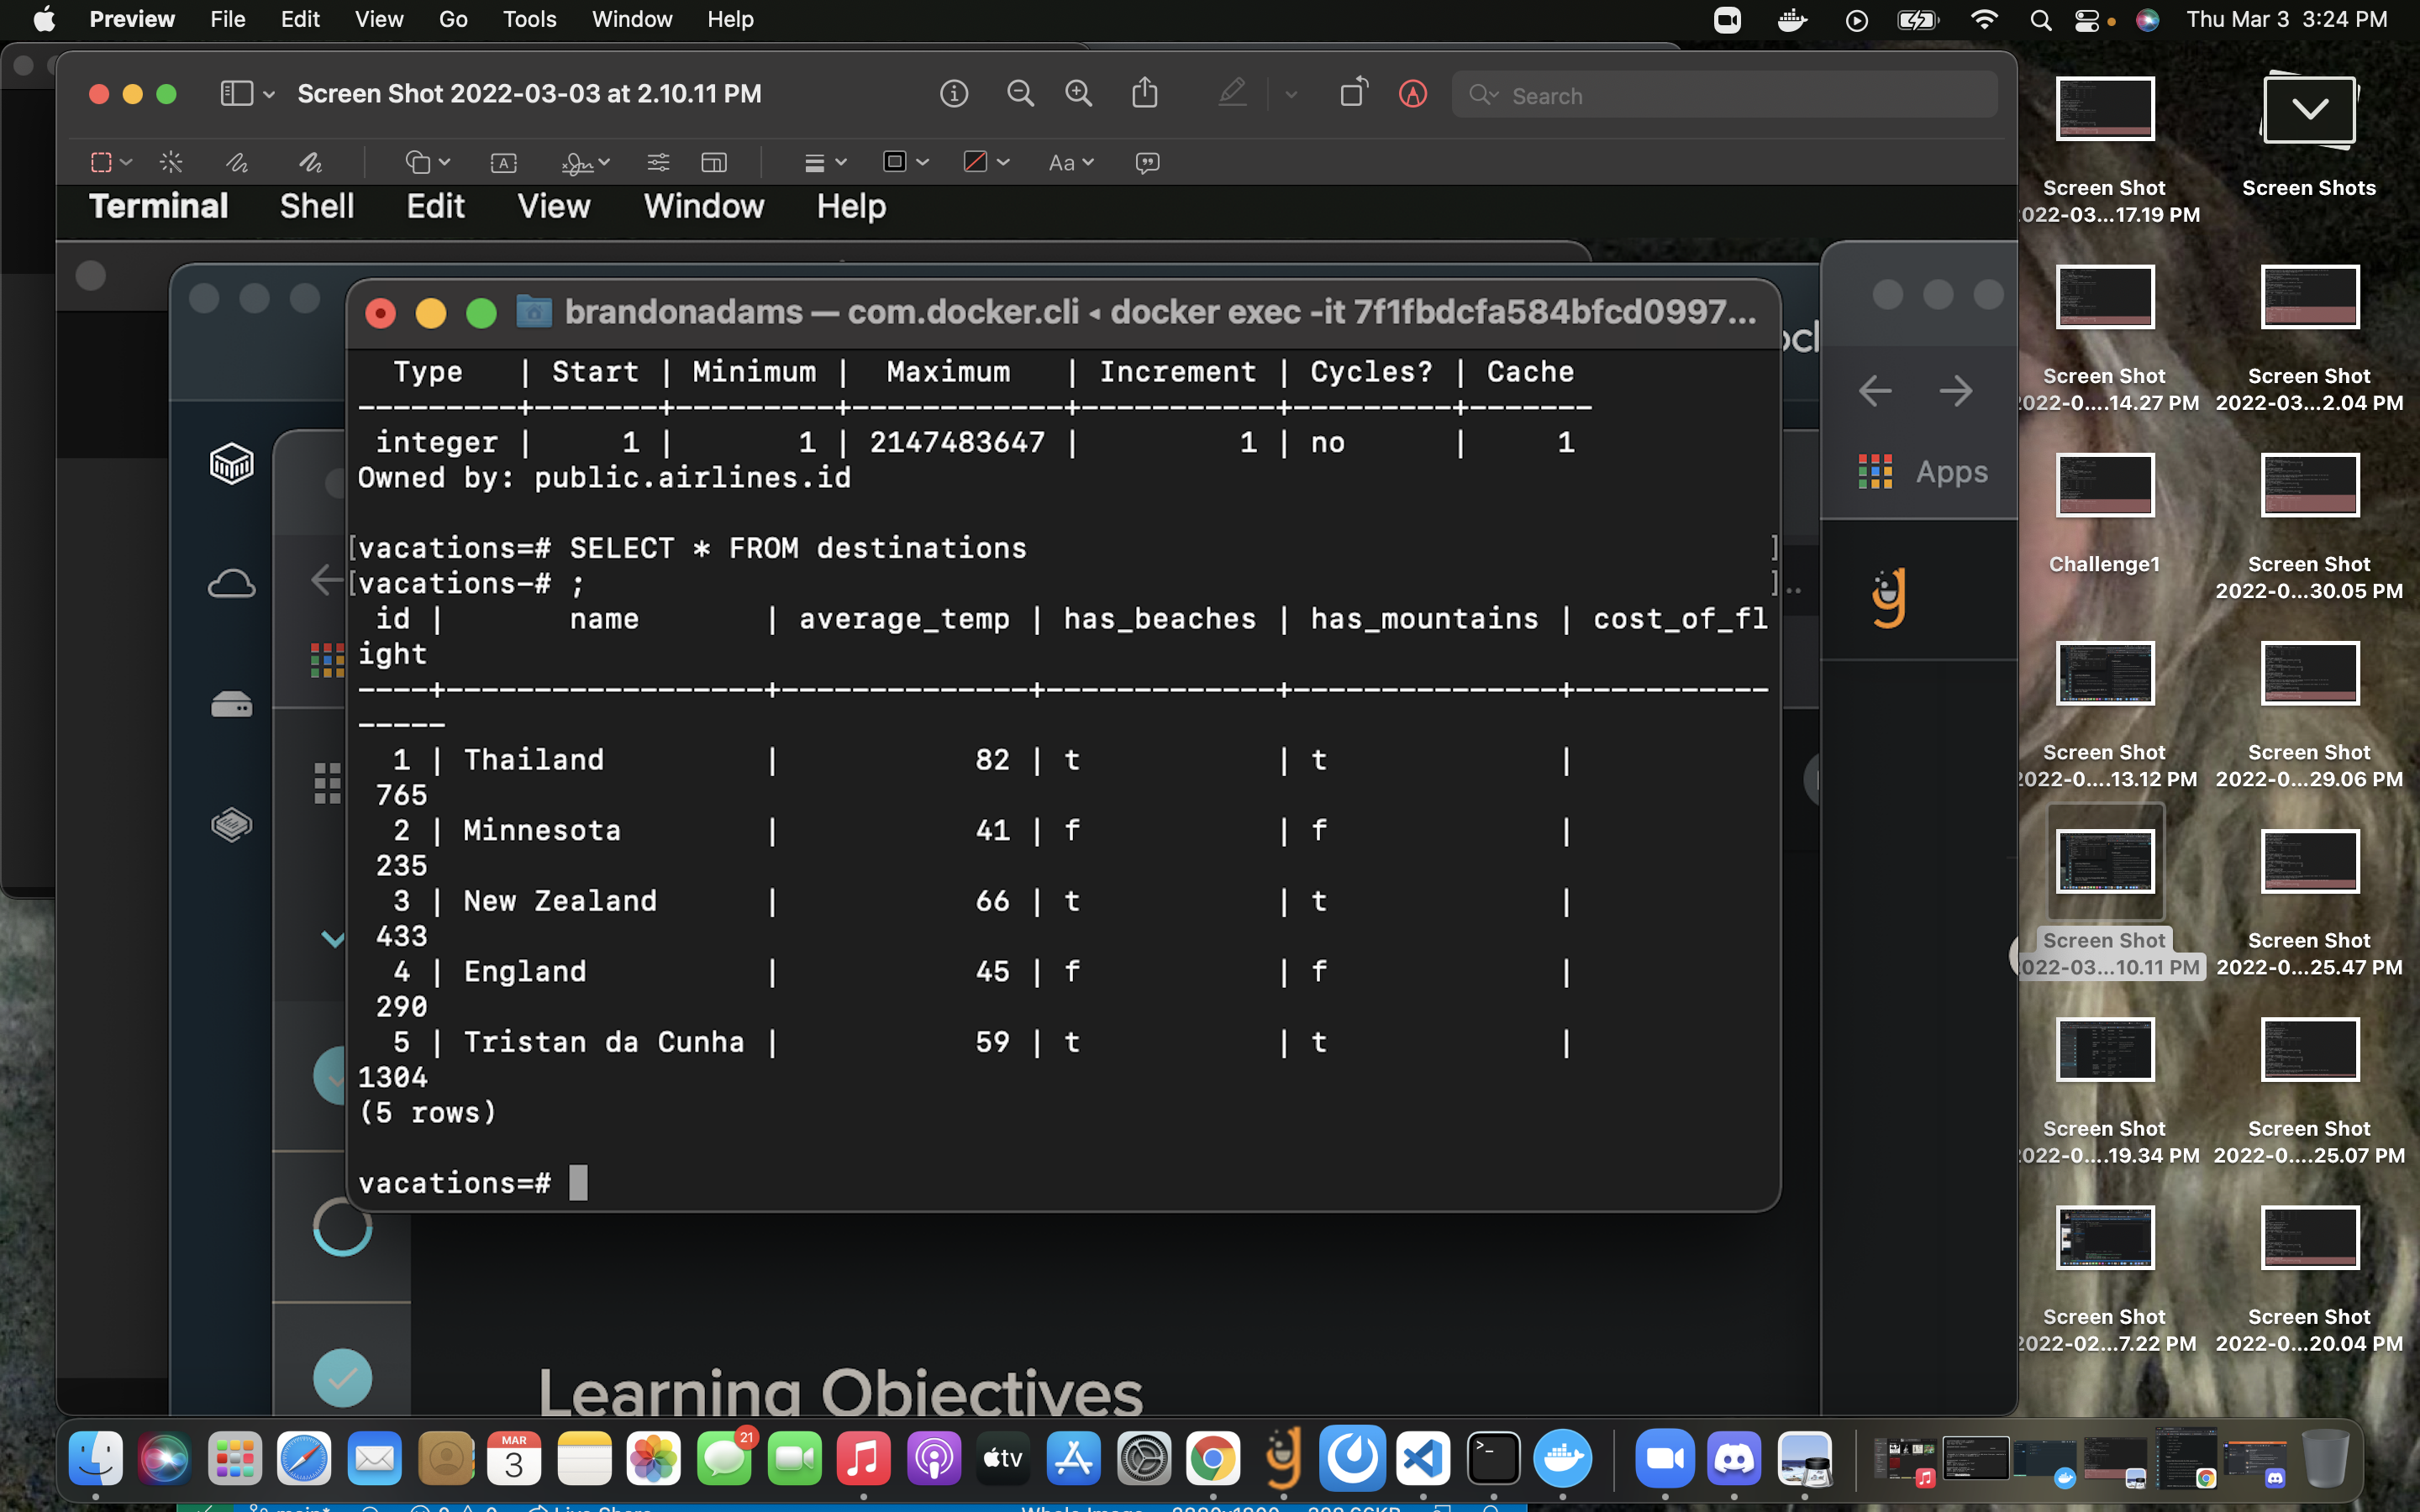 Preview File Edit View Go Tools Window Help Thu Mar 3 3:24 PM
Screen Shot 2022-03-03 at 2.10.11 PM
Search
Aa
Terminal Shell Edit View Window Help
brandonadams — com.docker.cli ◂ docker exec -it 7f1fbdcfa584bfcd0997...
Type | Start | Minimum | Maximum | Increment | Cycles? | Cache
---------+-------+---------+------------+-----------+---------+-------
integer | 1 | 1 | 2147483647 | 1 | no | 1
Owned by: public.airlines.id
[vacations=# SELECT * FROM destinations ]
[vacations-# ; ]
id | name | average_temp | has_beaches | has_mountains | cost_of_fl
ight
----+------------------+--------------+-------------+---------------+-----------
-----
1 | Thailand | 82 | t | t |
765
2 | Minnesota | 41 | f | f |
235
3 | New Zealand | 66 | t | t |
433
4 | England | 45 | f | f |
290
5 | Tristan da Cunha | 59 | t | t |
1304
(5 rows)
vacations=#
Apps
Learning Objectives
Screen Shot
022-03...17.19 PM
Screen Shots
Screen Shot
022-0....14.27 PM
Screen Shot
2022-03...2.04 PM
Challenge1
Screen Shot
2022-0...30.05 PM
Screen Shot
2022-0....13.12 PM
Screen Shot
2022-0...29.06 PM
Screen Shot
022-03...10.11 PM
Screen Shot
2022-0...25.47 PM
Screen Shot
022-0....19.34 PM
Screen Shot
2022-0....25.07 PM
Screen Shot
2022-02...7.22 PM
Screen Shot
2022-0...20.04 PM
MAR
3
21
tv